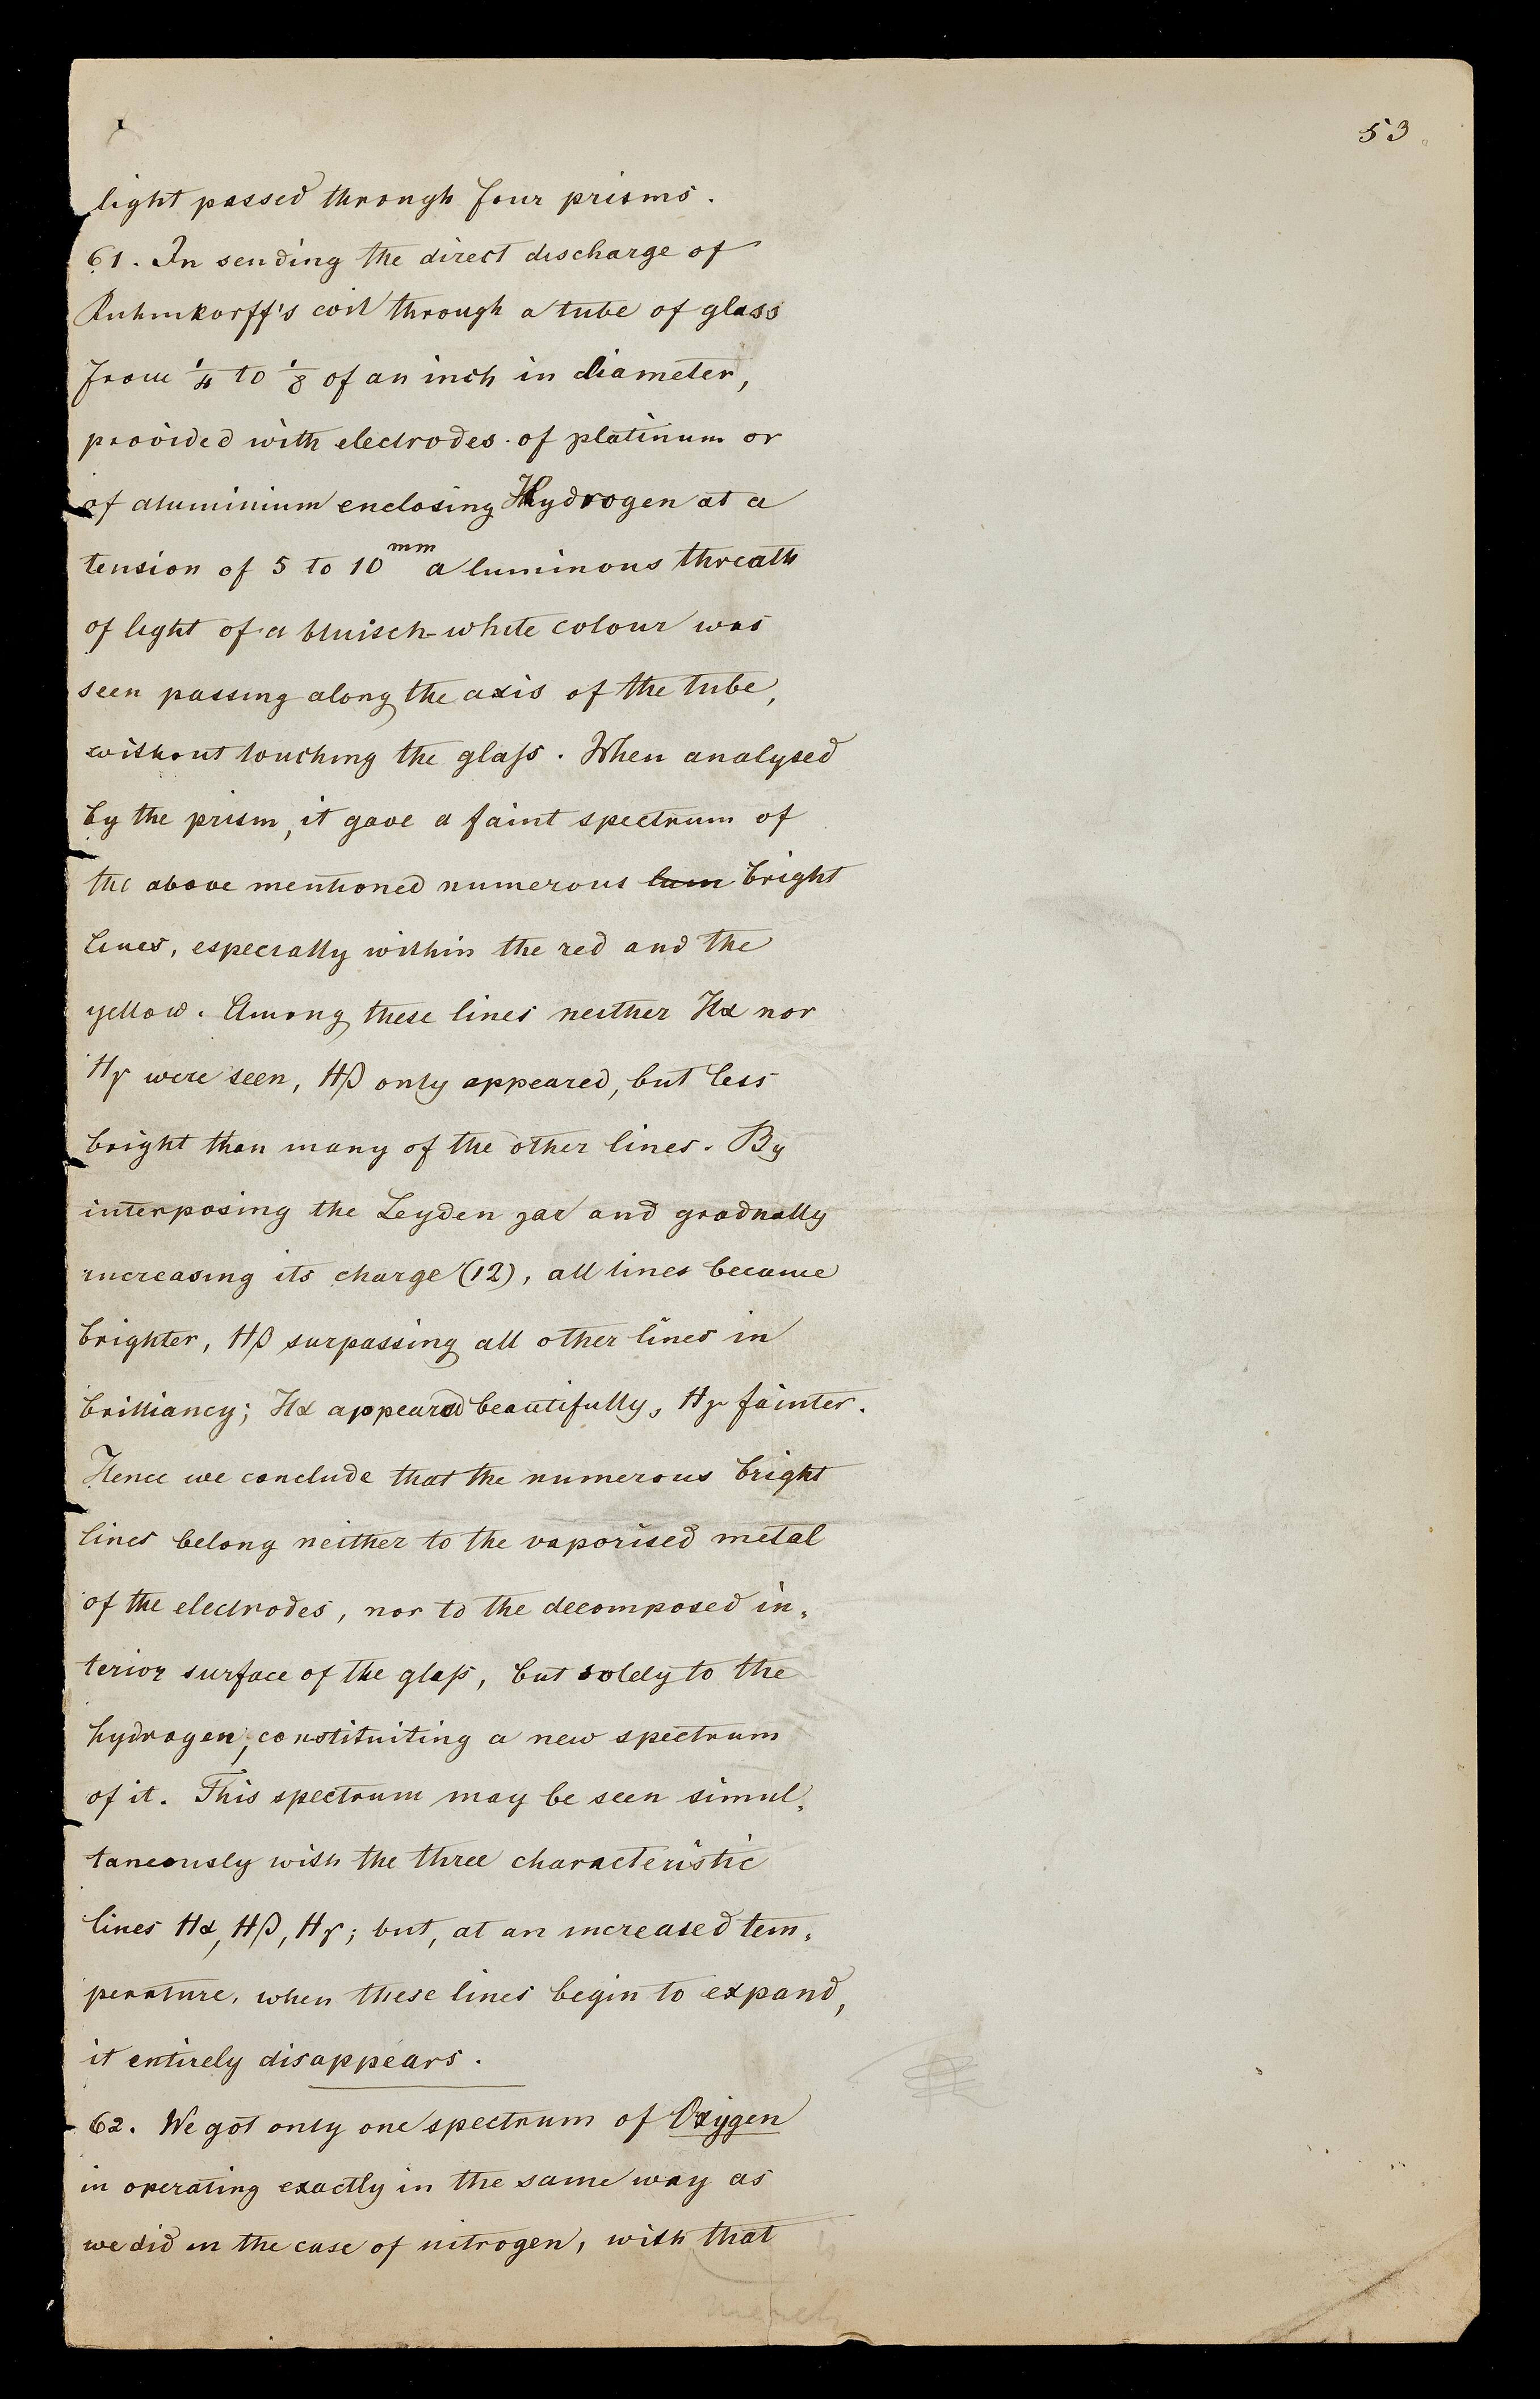 53
light passed through four prisms.
61. In sending the direct discharge of
Ruhmkorff's coil through a tube of glass
from 1/4 to 1/8 of an inch in diameter,
provided with electrodes of platinum or
of aluminium enclosing Hydrogen at a
tension of 5 to 10mm a luminous threath
of light of a bluisch-white colour was
seen passing along the axis of the tube,
without touching the glass. When analysed
by the prism, it gave a faint spectrum of
the above mentioned numerous lum bright
lines, especially within the red and the
yellow. Among these lines neither Hα nor
Hγ were seen, Hβ only appeared, but less
bright than many of the other lines. By
interposing the Leyden jar and gradually
increasing its charge (12), all lines became
brighter, Hβ surpassing all other lines in
brilliancy; Hα appeared beautifully, Hγ fainter.
Hence we conclude that the numerous bright
lines belong neither to the vaporised metal
of the electrodes, nor to the decomposed in-
terior surface of the glass, but solely to the
hydrogen, constituiting a new spectrum
of it. This spectrum may be seen simul-
taneously with the three characteristic
lines Hα, Hβ, Hγ; but, at an increased tem-
perature, when these lines begin to expand,
it entirely disappears.
62. We got only one spectrum of Oxygen
in operating exactly in the same way as
we did in the case of nitrogen, with that